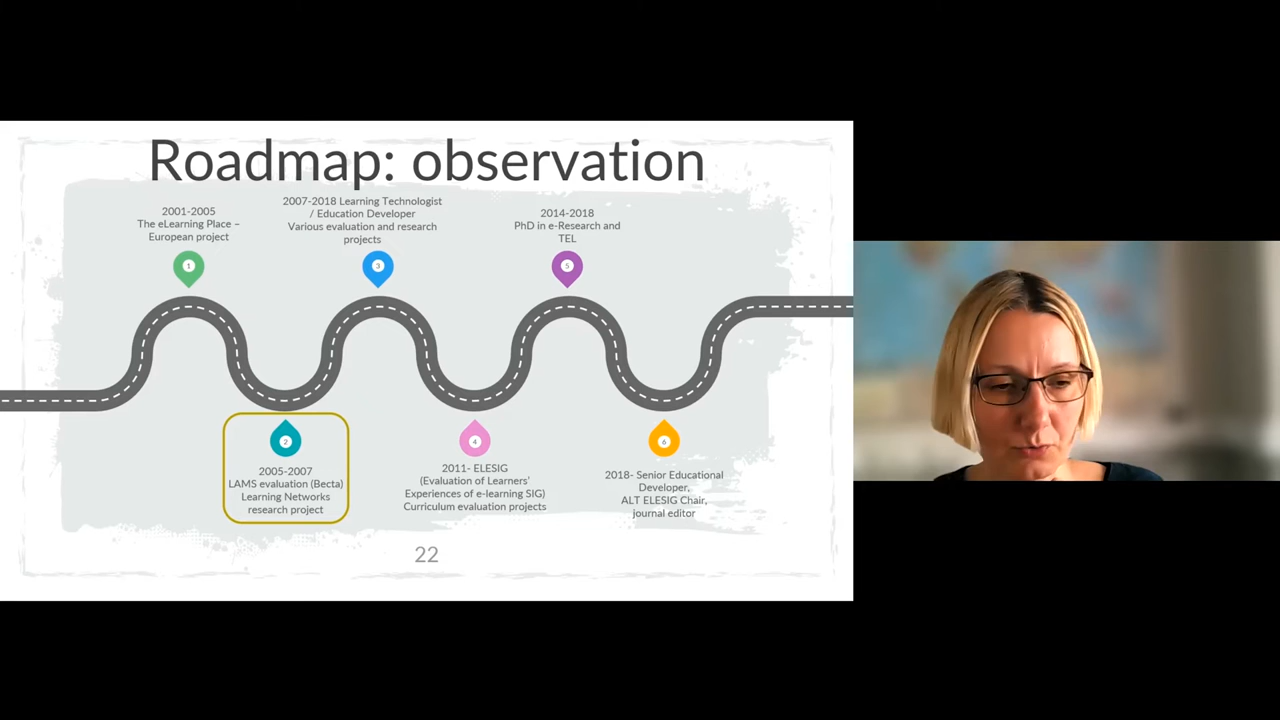 Roadmap: observation
2001-2005
The eLearning Place –
European project
1
2005-2007
LAMS evaluation (Becta)
Learning Networks
research project
2
2007-2018 Learning Technologist
/ Education Developer
Various evaluation and research
projects
3
2011- ELESIG
(Evaluation of Learners'
Experiences of e-learning SIG)
Curriculum evaluation projects
4
2014-2018
PhD in e-Research and
TEL
5
2018- Senior Educational
Developer,
ALT ELESIG Chair,
journal editor
6
22